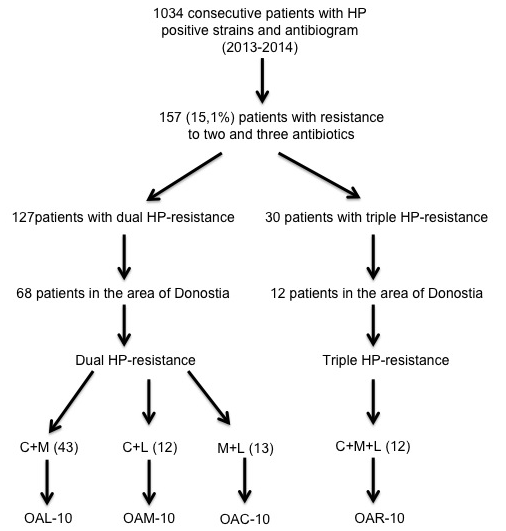 1034 consecutive patients with HP
positive strains and antibiogram
(2013-2014)
157 (15,1%) patients with resistance
to two and three antibiotics
127patients with dual HP-resistance
30 patients with triple HP-resistance
68 patients in the area of Donostia
12 patients in the area of Donostia
Dual HP-resistance
Triple HP-resistance
C+M (43)
C+L (12)
M+L (13)
C+M+L (12)
OAL-10
OAM-10
OAC-10
OAR-10